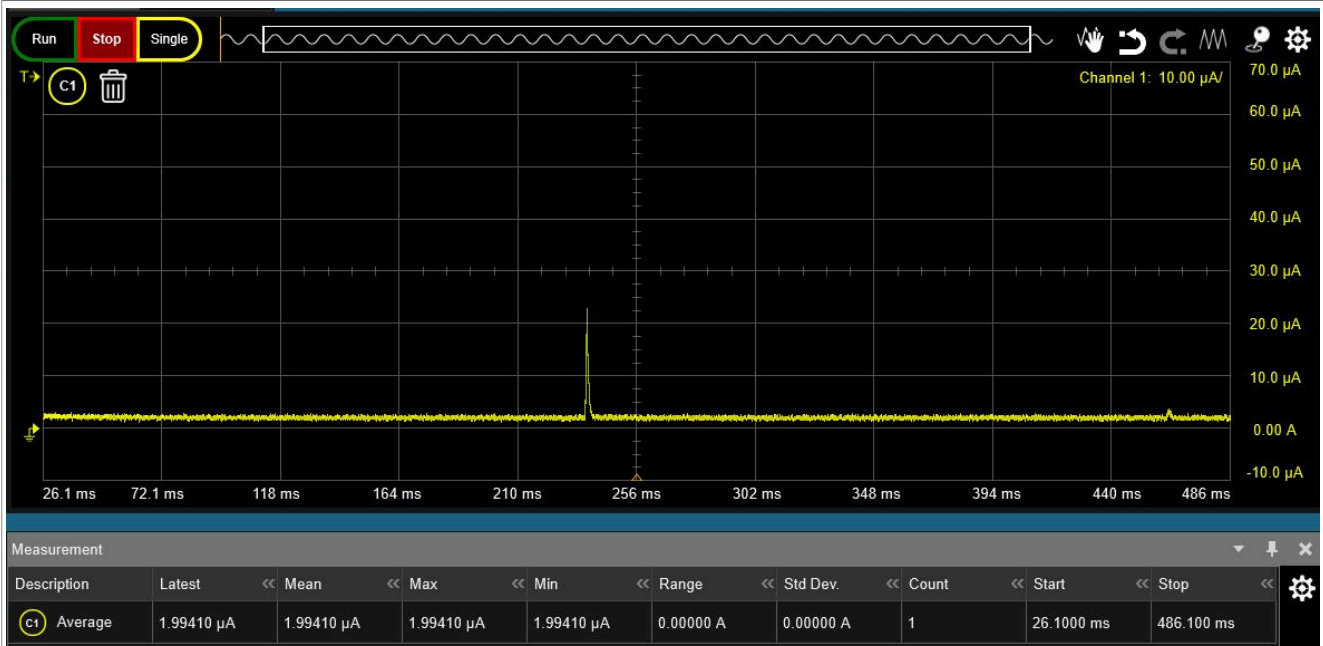 Run Stop Single
T C1 Channel 1: 10.00 µA/ 70.0 µA
60.0 µA
50.0 µA
40.0 µA
30.0 µA
20.0 µA
10.0 µA
0.00 A
-10.0 µA
26.1 ms 72.1 ms 118 ms 164 ms 210 ms 256 ms 302 ms 348 ms 394 ms 440 ms 486 ms
Measurement
Description Latest Mean Max Min Range Std Dev. Count Start Stop
C1 Average 1.99410 µA 1.99410 µA 1.99410 µA 1.99410 µA 0.00000 A 0.00000 A 1 26.1000 ms 486.100 ms